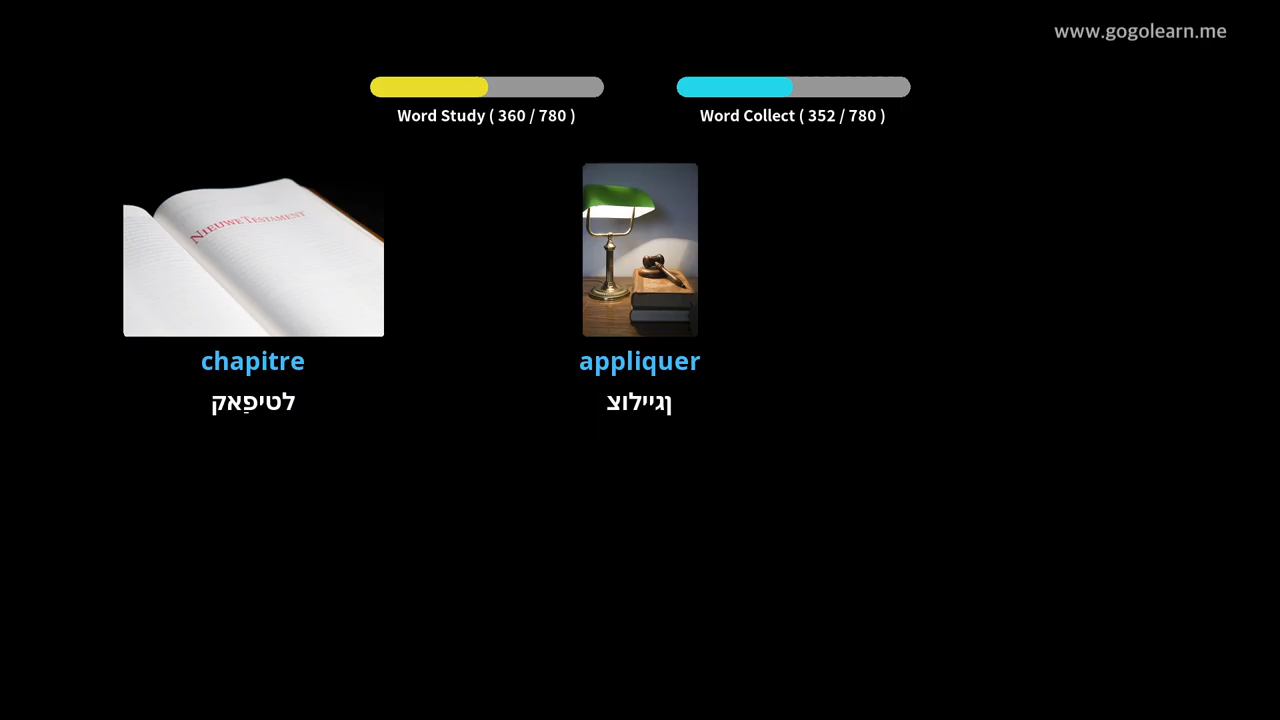 www.gogolearn.me
Word Study ( 360 / 780 )
Word Collect ( 352 / 780 )
NIEUWE TESTAMENT
chapitre
לטיפַאק
appliquer
ןגיילוצ